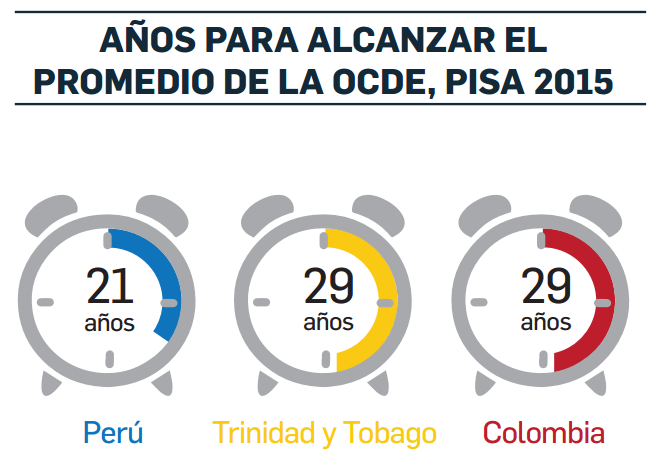 AÑOS PARA ALCANZAR EL
PROMEDIO DE LA OCDE, PISA 2015
21
años
Perú
29
años
Trinidad y Tobago
29
años
Colombia